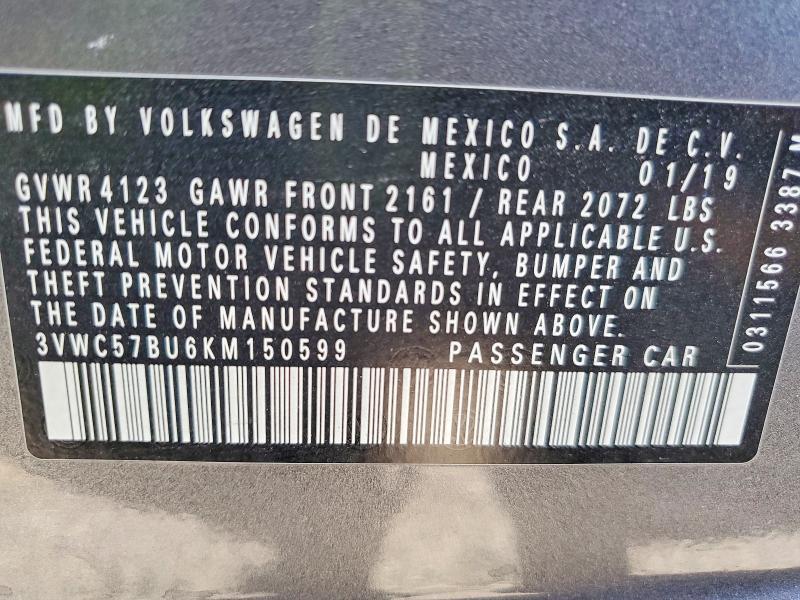 MFD BY VOLKSWAGEN DE MEXICO S.A. DE C.V.
MEXICO 01/19
GVWR 4123 GAWR FRONT 2161 / REAR 2072 LBS
THIS VEHICLE CONFORMS TO ALL APPLICABLE U.S.
FEDERAL MOTOR VEHICLE SAFETY, BUMPER AND
THEFT PREVENTION STANDARDS IN EFFECT ON
THE DATE OF MANUFACTURE SHOWN ABOVE.
3VWC57BU6KM150599 PASSENGER CAR
0311566 3387